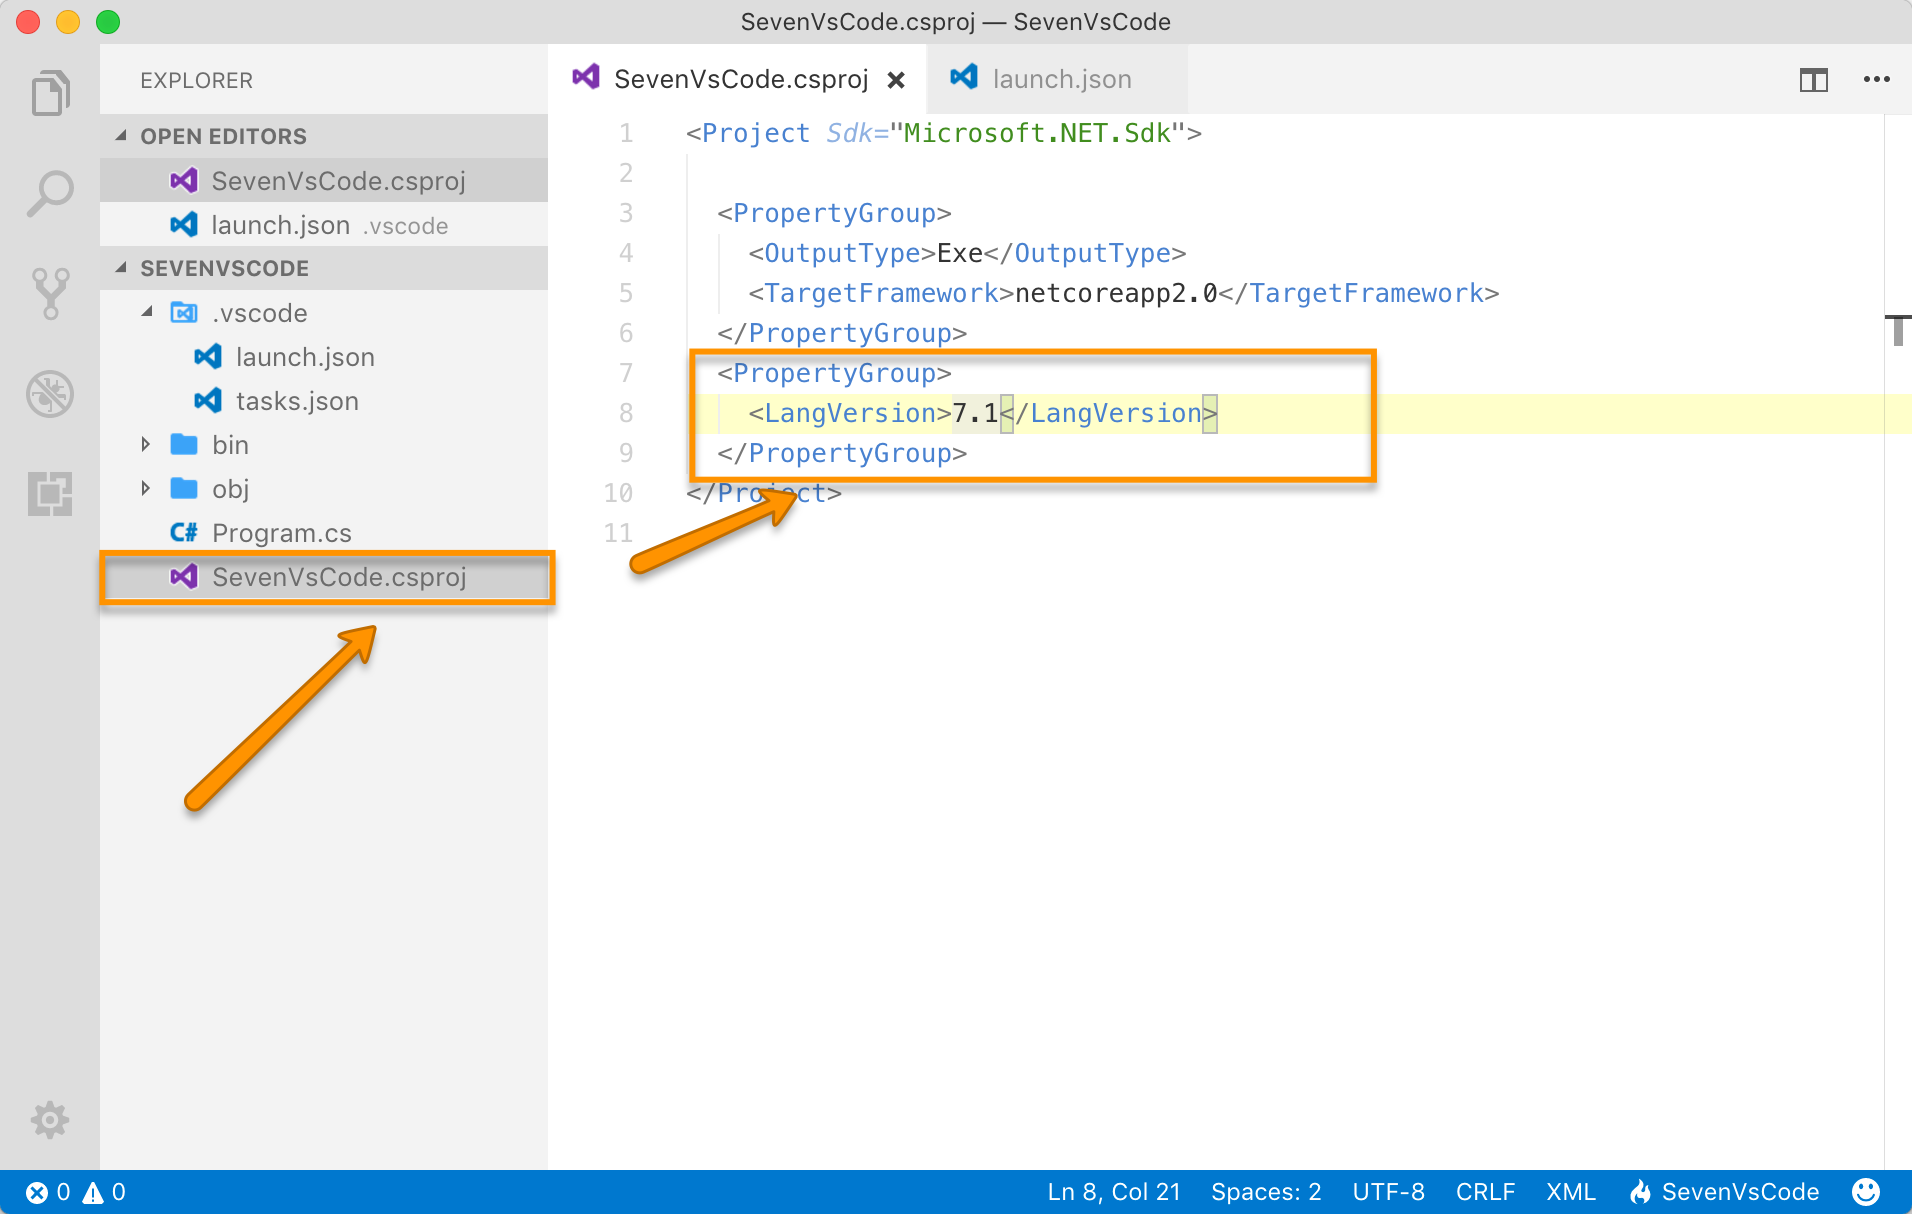 SevenVsCode.csproj — SevenVsCode
EXPLORER
OPEN EDITORS
SevenVsCode.csproj
launch.json .vscode
SEVENVSCODE
.vscode
launch.json
tasks.json
bin
obj
C# Program.cs
SevenVsCode.csproj
SevenVsCode.csproj
launch.json
1 <Project Sdk="Microsoft.NET.Sdk">
2
3 <PropertyGroup>
4 <OutputType>Exe</OutputType>
5 <TargetFramework>netcoreapp2.0</TargetFramework>
6 </PropertyGroup>
7 <PropertyGroup>
8 <LangVersion>7.1</LangVersion>
9 </PropertyGroup>
10 </Project>
11
0 0 Ln 8, Col 21 Spaces: 2 UTF-8 CRLF XML SevenVsCode